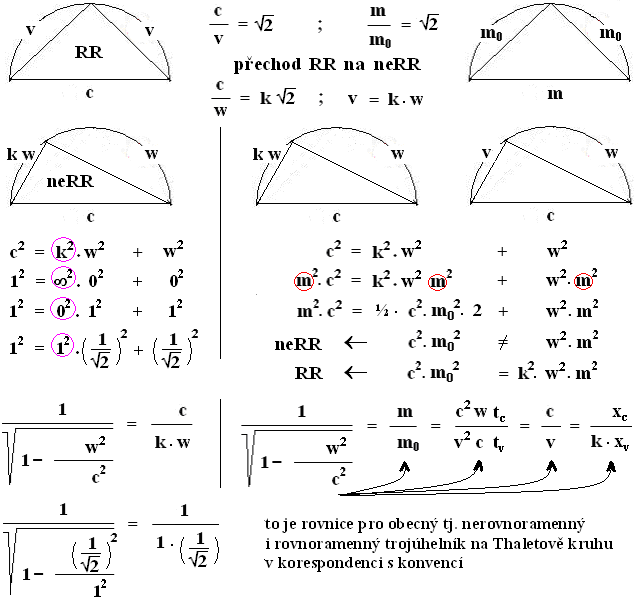 v v c/v = √2 ; m/m₀ = √2 m₀ m₀
RR
přechod RR na neRR
c m
c/w = k √2 ; v = k · w
k w w k w w v w
neRR
c c c
c² = k². w² + w²
1² = ∞². 0² + 0²
1² = 0². 1² + 1²
1² = 1². (1/√2)² + (1/√2)²
c² = k². w² + w²
m². c² = k². w² m² + w². m²
m². c² = ½ · c². m₀². 2 + w². m²
neRR ← c². m₀² ≠ w². m²
RR ← c². m₀² = k². w². m²
1/√(1 − w²/c²) = c/(k · w)
1/√(1 − w²/c²) = m/m₀ = c² w t_c/(v² c t_v) = c/v = x_c/(k · x_v)
1/√(1 − (1/√2)²/1²) = 1/(1 · (1/√2))
to je rovnice pro obecný tj. nerovnoramenný
i rovnoramenný trojúhelník na Thaletově kruhu
v korespondenci s konvencí